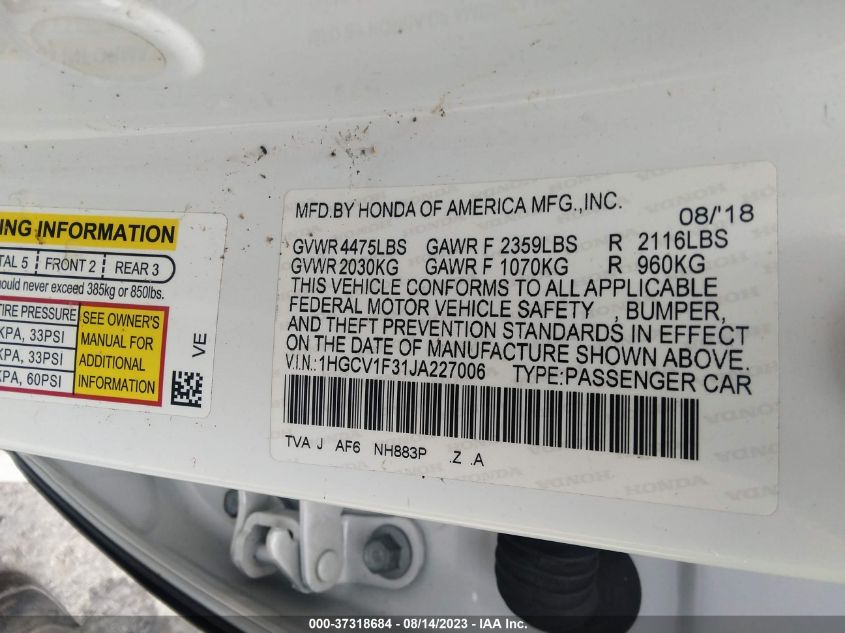 ING INFORMATION
TAL 5 FRONT 2 REAR 3
hould never exceed 385kg or 850lbs.
TIRE PRESSURE
KPA, 33PSI
KPA, 33PSI
KPA, 60PSI
SEE OWNER'S
MANUAL FOR
ADDITIONAL
INFORMATION
VE
MFD.BY HONDA OF AMERICA MFG.,INC. 08/'18
GVWR 4475LBS GAWR F 2359LBS R 2116LBS
GVWR 2030KG GAWR F 1070KG R 960KG
THIS VEHICLE CONFORMS TO ALL APPLICABLE
FEDERAL MOTOR VEHICLE SAFETY , BUMPER,
AND THEFT PREVENTION STANDARDS IN EFFECT
ON THE DATE OF MANUFACTURE SHOWN ABOVE.
V.I.N.: 1HGCV1F31JA227006 TYPE:PASSENGER CAR
TVA J AF6 NH883P .Z .A
000-37318684 - 08/14/2023 - IAA Inc.